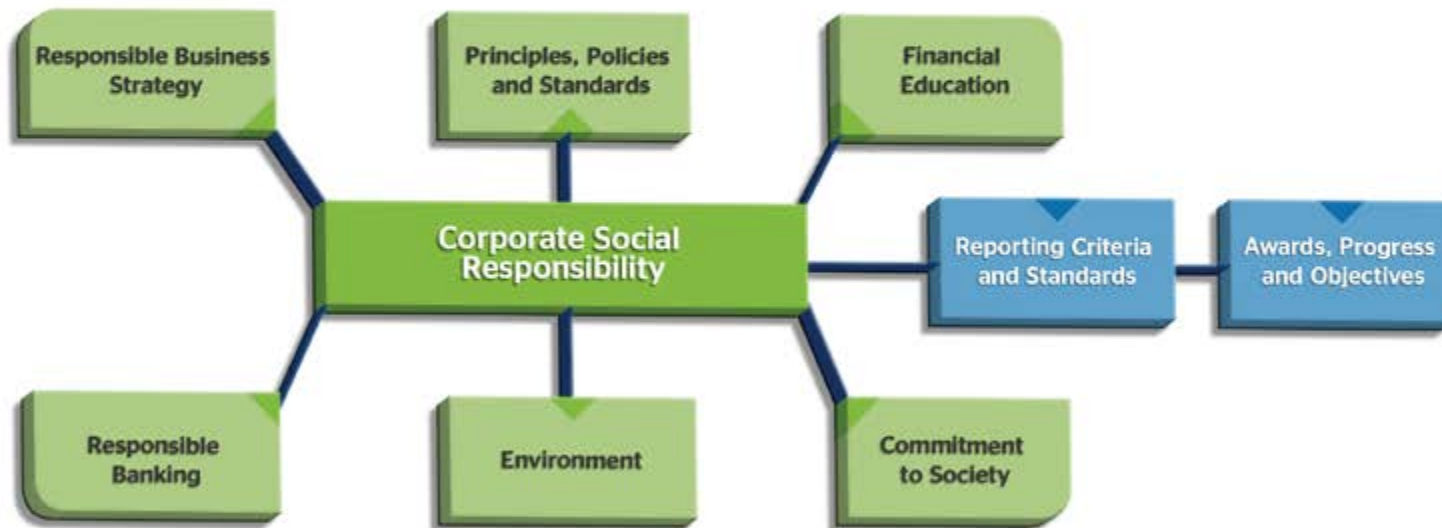 Responsible Business
Strategy
Principles, Policies
and Standards
Financial
Education
Corporate Social
Responsibility
Reporting Criteria
and Standards
Awards, Progress
and Objectives
Responsible
Banking
Environment
Commitment
to Society